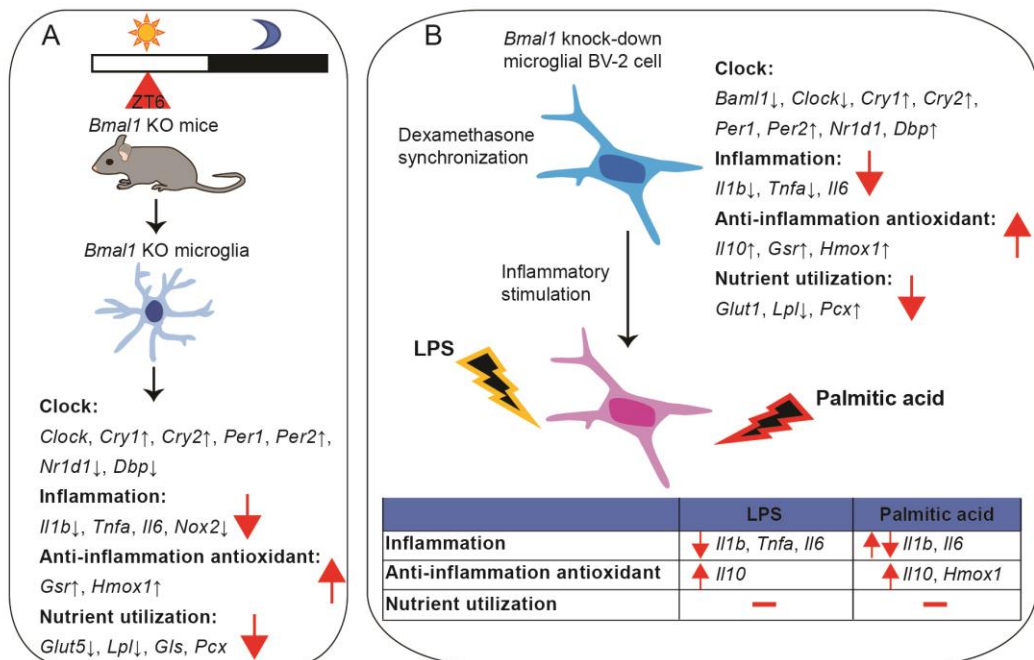 A
ZT6
Bmal1 KO mice
Bmal1 KO microglia
Clock:
Clock, Cry1↑, Cry2↑, Per1, Per2↑,
Nr1d1↓, Dbp↓
Inflammation:
Il1b↓, Tnfa, Il6, Nox2↓
Anti-inflammation antioxidant:
Gsr↑, Hmox1↑
Nutrient utilization:
Glut5↓, Lpl↓, Gls, Pcx
B
Bmal1 knock-down
microglial BV-2 cell
Dexamethasone
synchronization
Clock:
Baml1↓, Clock↓, Cry1↑, Cry2↑,
Per1, Per2↑, Nr1d1, Dbp↑
Inflammation:
Il1b↓, Tnfa↓, Il6
Anti-inflammation antioxidant:
Il10↑, Gsr↑, Hmox1↑
Nutrient utilization:
Glut1, Lpl↓, Pcx↑
Inflammatory
stimulation
LPS
Palmitic acid
LPS Palmitic acid
Inflammation ↓ Il1b, Tnfa, Il6 ↑↓ Il1b, Il6
Anti-inflammation antioxidant ↑ Il10 ↑ Il10, Hmox1
Nutrient utilization — —